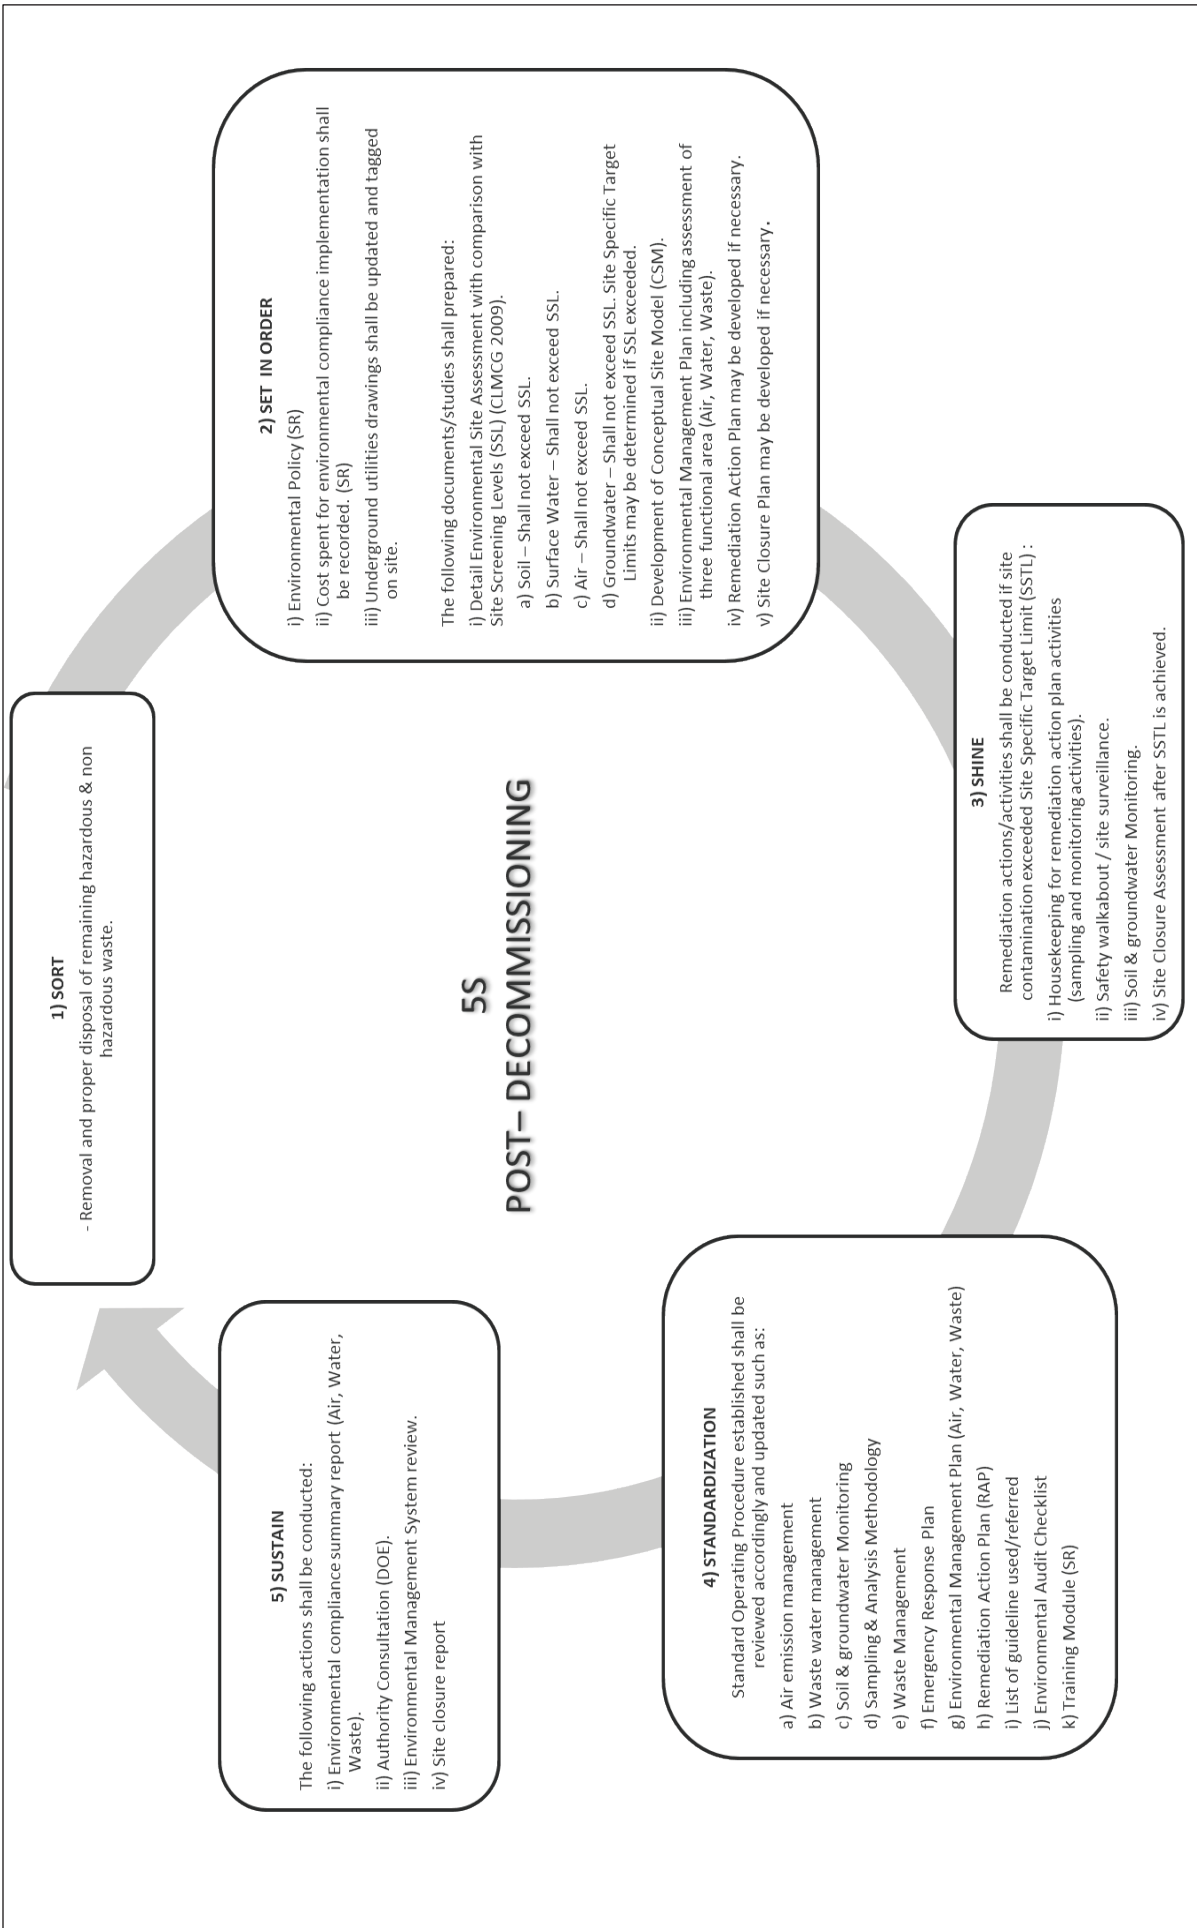 1) SORT
- Removal and proper disposal of remaining hazardous & non
hazardous waste.
2) SET IN ORDER
i) Environmental Policy (SR)
ii) Cost spent for environmental compliance implementation shall
be recorded. (SR)
iii) Underground utilities drawings shall be updated and tagged
on site.
The following documents/studies shall prepared:
i) Detail Environmental Site Assessment with comparison with
Site Screening Levels (SSL) (CLMCG 2009).
a) Soil – Shall not exceed SSL.
b) Surface Water – Shall not exceed SSL.
c) Air – Shall not exceed SSL.
d) Groundwater – Shall not exceed SSL. Site Specific Target
Limits may be determined if SSL exceeded.
ii) Development of Conceptual Site Model (CSM).
iii) Environmental Management Plan including assessment of
three functional area (Air, Water, Waste).
iv) Remediation Action Plan may be developed if necessary.
v) Site Closure Plan may be developed if necessary.
5S
POST– DECOMMISSIONING
3) SHINE
Remediation actions/activities shall be conducted if site
contamination exceeded Site Specific Target Limit (SSTL) :
i) Housekeeping for remediation action plan activities
(sampling and monitoring activities).
ii) Safety walkabout / site surveillance.
iii) Soil & groundwater Monitoring.
iv) Site Closure Assessment after SSTL is achieved.
4) STANDARDIZATION
Standard Operating Procedure established shall be
reviewed accordingly and updated such as:
a) Air emission management
b) Waste water management
c) Soil & groundwater Monitoring
d) Sampling & Analysis Methodology
e) Waste Management
f) Emergency Response Plan
g) Environmental Management Plan (Air, Water, Waste)
h) Remediation Action Plan (RAP)
i) List of guideline used/referred
j) Environmental Audit Checklist
k) Training Module (SR)
5) SUSTAIN
The following actions shall be conducted:
i) Environmental compliance summary report (Air, Water,
Waste).
ii) Authority Consultation (DOE).
iii) Environmental Management System review.
iv) Site closure report